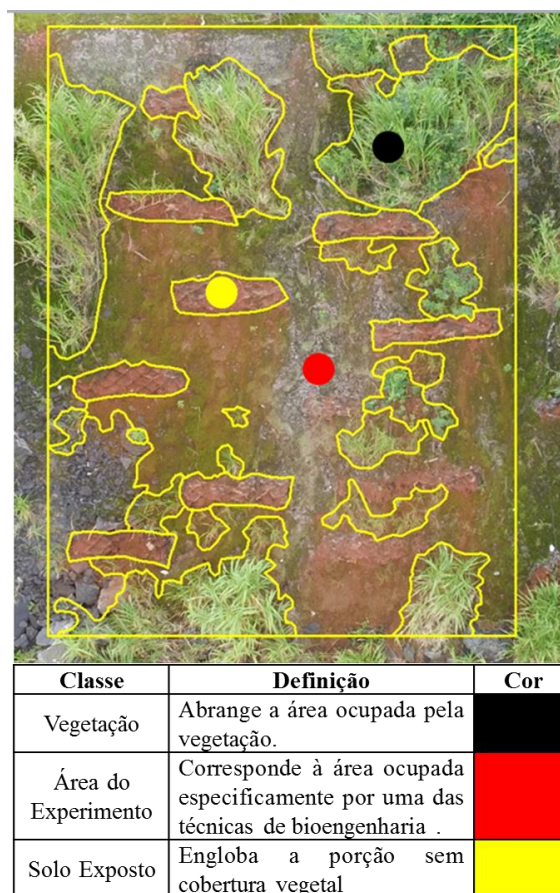 Classe Definição Cor
Vegetação
Abrange a área ocupada pela
vegetação.
Área do
Experimento
Corresponde à área ocupada
especificamente por uma das
técnicas de bioengenharia .
Solo Exposto
Engloba a porção sem
cobertura vegetal